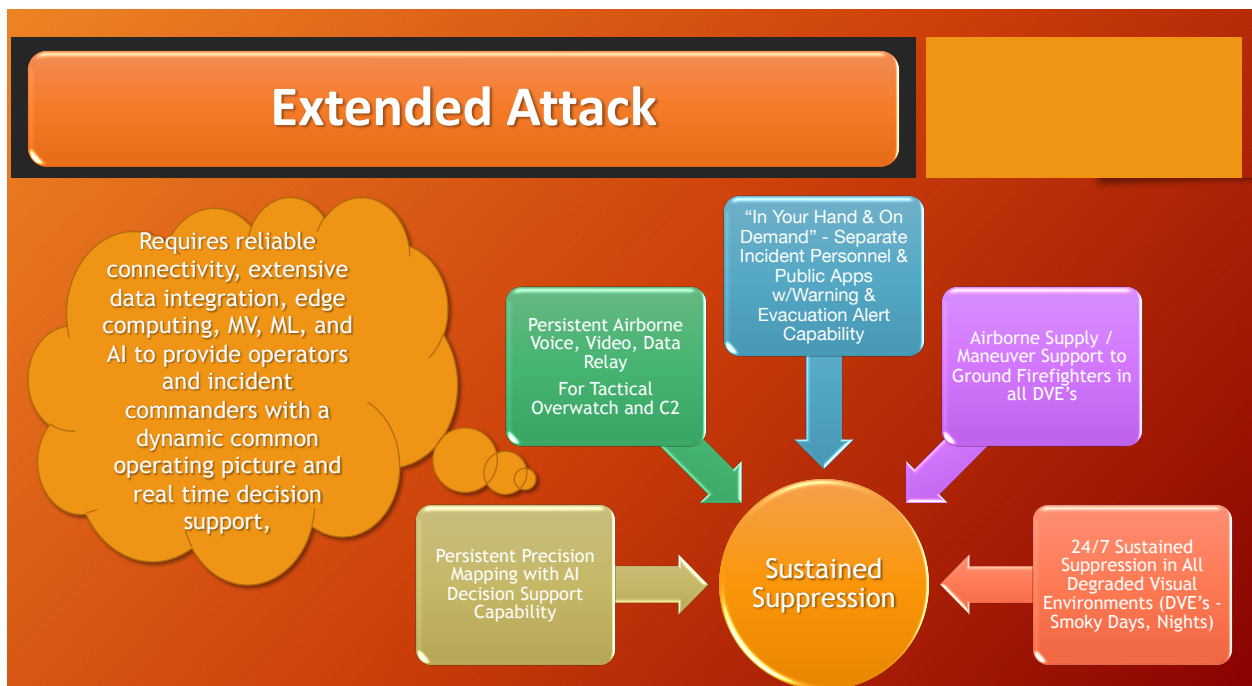 Extended Attack
Requires reliable
connectivity, extensive
data integration, edge
computing, MV, ML, and
AI to provide operators
and incident
commanders with a
dynamic common
operating picture and
real time decision
support,
Persistent Precision
Mapping with AI
Decision Support
Capability
Persistent Airborne
Voice, Video, Data
Relay
For Tactical
Overwatch and C2
“In Your Hand & On
Demand” - Separate
Incident Personnel &
Public Apps
w/Warning &
Evacuation Alert
Capability
Airborne Supply /
Maneuver Support to
Ground Firefighters in
all DVE’s
24/7 Sustained
Suppression in All
Degraded Visual
Environments (DVE’s -
Smoky Days, Nights)
Sustained
Suppression